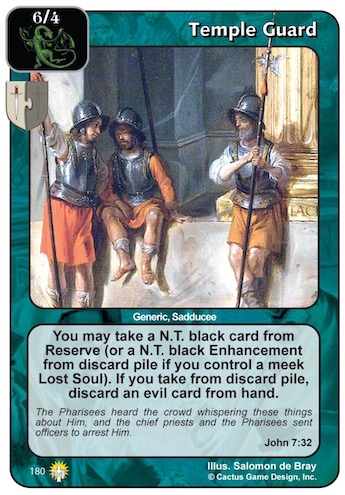 6/4
Temple Guard
Generic, Sadducee
You may take a N.T. black card from
Reserve (or a N.T. black Enhancement
from discard pile if you control a meek
Lost Soul). If you take from discard pile,
discard an evil card from hand.
The Pharisees heard the crowd whispering these things
about Him, and the chief priests and the Pharisees sent
officers to arrest Him.
John 7:32
180
Illus. Salomon de Bray
© Cactus Game Design, Inc.